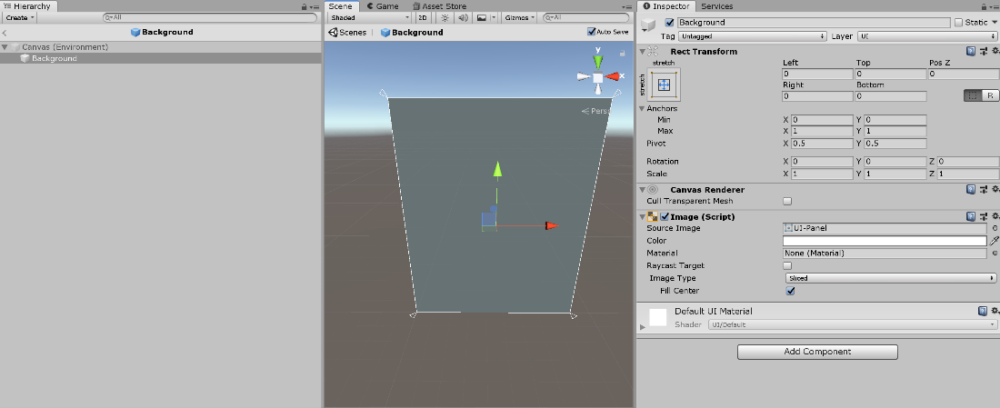 Hierarchy
Create
All
Background
Canvas (Environment)
Background
Scene
Game
Asset Store
Shaded
2D
Gizmos
All
Scenes
Background
Auto Save
y
x
Persp
Inspector
Services
Background
Static
Tag
Untagged
Layer
UI
Rect Transform
stretch
stretch
Left Top Pos Z
0 0 0
Right Bottom
0 0
R
Anchors
Min X 0 Y 0
Max X 1 Y 1
Pivot X 0.5 Y 0.5
Rotation X 0 Y 0 Z 0
Scale X 1 Y 1 Z 1
Canvas Renderer
Cull Transparent Mesh
Image (Script)
Source Image UI-Panel
Color
Material None (Material)
Raycast Target
Image Type Sliced
Fill Center
Default UI Material
Shader UI/Default
Add Component